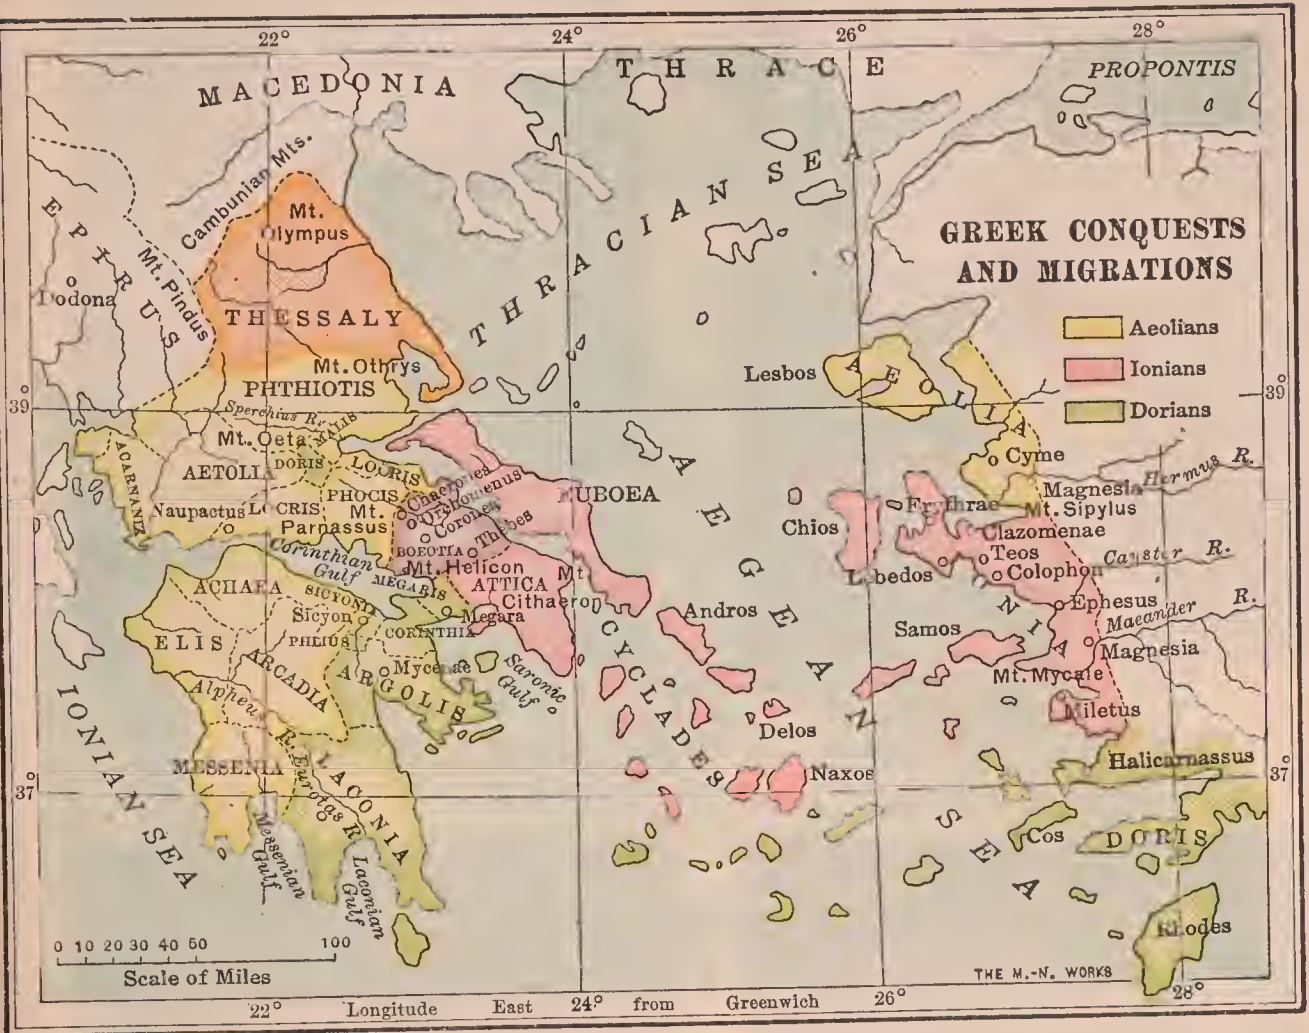 22° 24° 26° 28°
MACEDONIA
THRACE
PROPONTIS
THRACIAN SEA
Cambunian Mts.
EPIRUS
Mt. Pindus
Dodona
Mt.
Olympus
THESSALY
Mt. Othrys
PHTHIOTIS
GREEK CONQUESTS
AND MIGRATIONS
Aeolians
Ionians
Dorians
39° 39°
Lesbos
AEOLIA
Cyme
Hermus R.
Magnesia
Mt. Sipylus
Sperchius R.
Mt. Oeta
MALIS
ACARNANIA
AETOLIA
DORIS
LOCRIS
PHOCIS
Chaeronea
Orchomenus
Coronea
Thebes
EUBOEA
Naupactus
LOCRIS
Mt.
Parnassus
BOEOTIA
Mt. Helicon
Corinthian
Gulf
MEGARIS
ATTICA
Mt.
Cithaeron
AEGEAN SEA
Chios
Erythrae
Clazomenae
Teos
Lebedos
Colophon
Cayster R.
Ephesus
Maeander R.
IONIA
Magnesia
Samos
Mt. Mycale
Miletus
Andros
ACHAEA
SICYONIA
Sicyon
Megara
ELIS
PHLIUS
CORINTHIA
ARCADIA
Mycenae
ARGOLIS
Saronic
Gulf
Alpheus R.
CYCLADES
Delos
Naxos
IONIAN SEA
MESSENIA
Eurotas R.
LACONIA
Messenian
Gulf
Laconian
Gulf
37° 37°
Halicarnassus
Cos
DORIS
Rhodes
0 10 20 30 40 50 100
Scale of Miles
THE M.-N. WORKS
22° Longitude East 24° from Greenwich 26° 28°